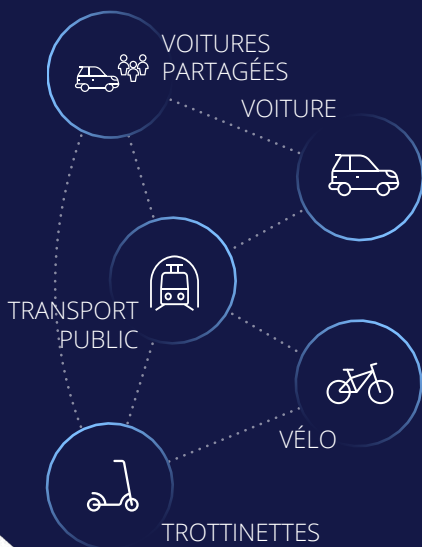 VOITURES
PARTAGÉES
VOITURE
TRANSPORT
PUBLIC
VÉLO
TROTTINETTES